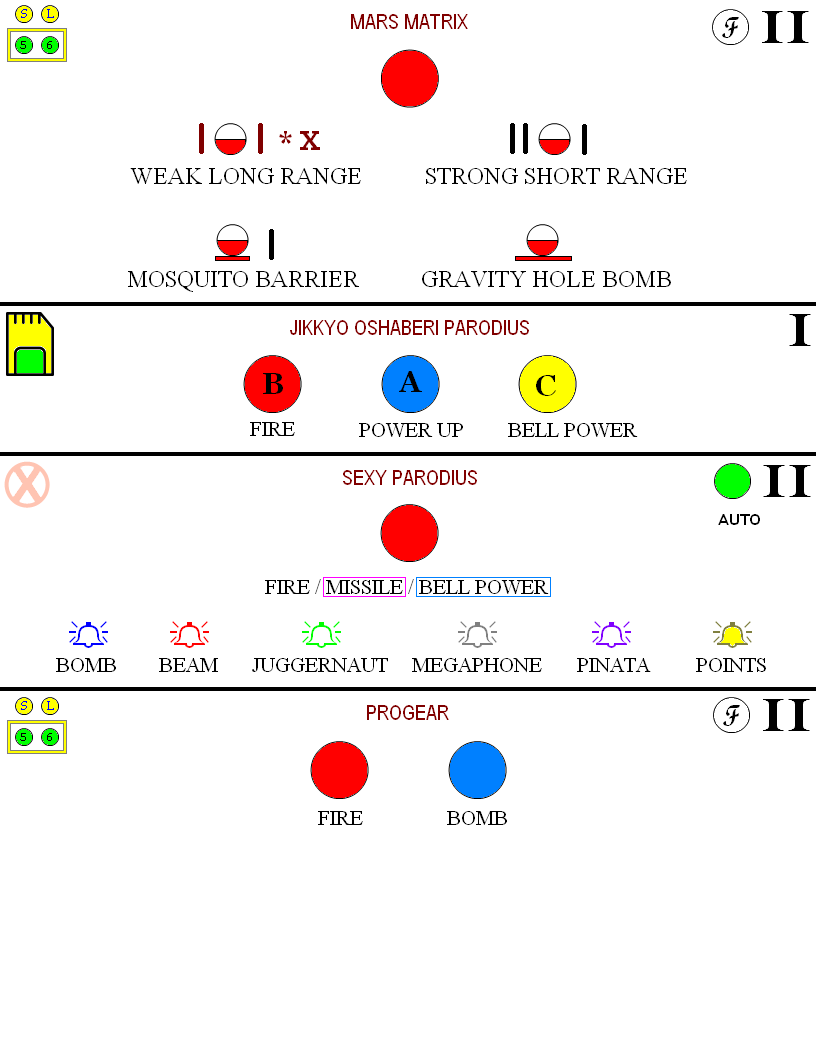 S L
5 6
MARS MATRIX
ℱ II
* X
WEAK LONG RANGE STRONG SHORT RANGE
MOSQUITO BARRIER GRAVITY HOLE BOMB
JIKKYO OSHABERI PARODIUS
I
B A C
FIRE POWER UP BELL POWER
X
SEXY PARODIUS
II
AUTO
FIRE / MISSILE / BELL POWER
BOMB BEAM JUGGERNAUT MEGAPHONE PINATA POINTS
S L
5 6
PROGEAR
ℱ II
FIRE BOMB